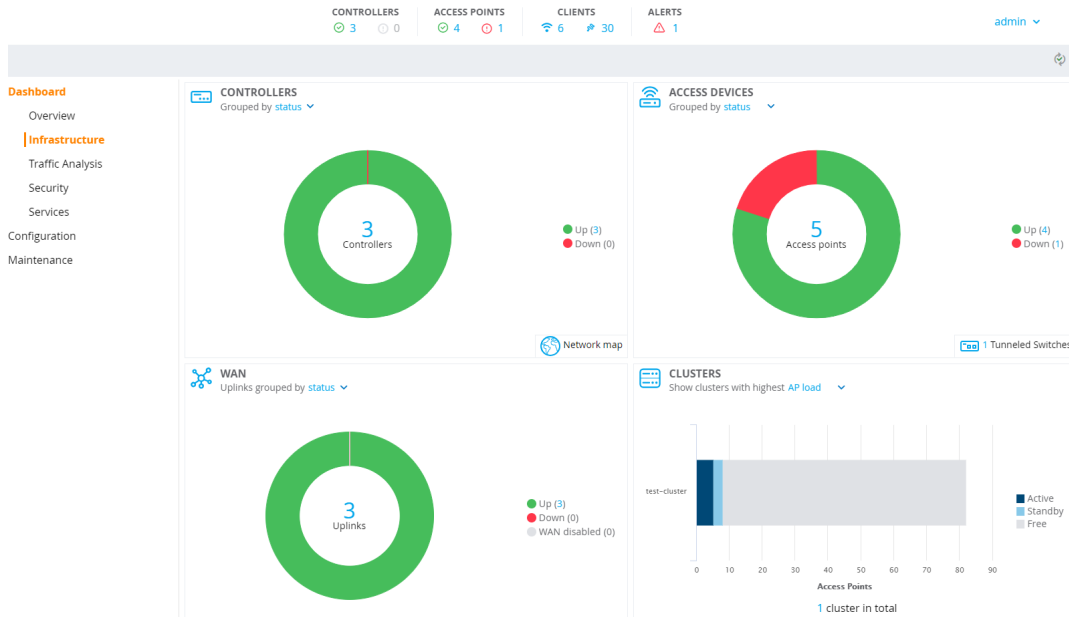 CONTROLLERS ACCESS POINTS CLIENTS ALERTS
3 0 4 1 6 30 1
admin
Dashboard
Overview
Infrastructure
Traffic Analysis
Security
Services
Configuration
Maintenance
CONTROLLERS
Grouped by status
3
Controllers
Up (3)
Down (0)
Network map
ACCESS DEVICES
Grouped by status
5
Access points
Up (4)
Down (1)
1 Tunneled Switches
WAN
Uplinks grouped by status
3
Uplinks
Up (3)
Down (0)
WAN disabled (0)
CLUSTERS
Show clusters with highest AP load
test-cluster
Active
Standby
Free
0 10 20 30 40 50 60 70 80 90
Access Points
1 cluster in total